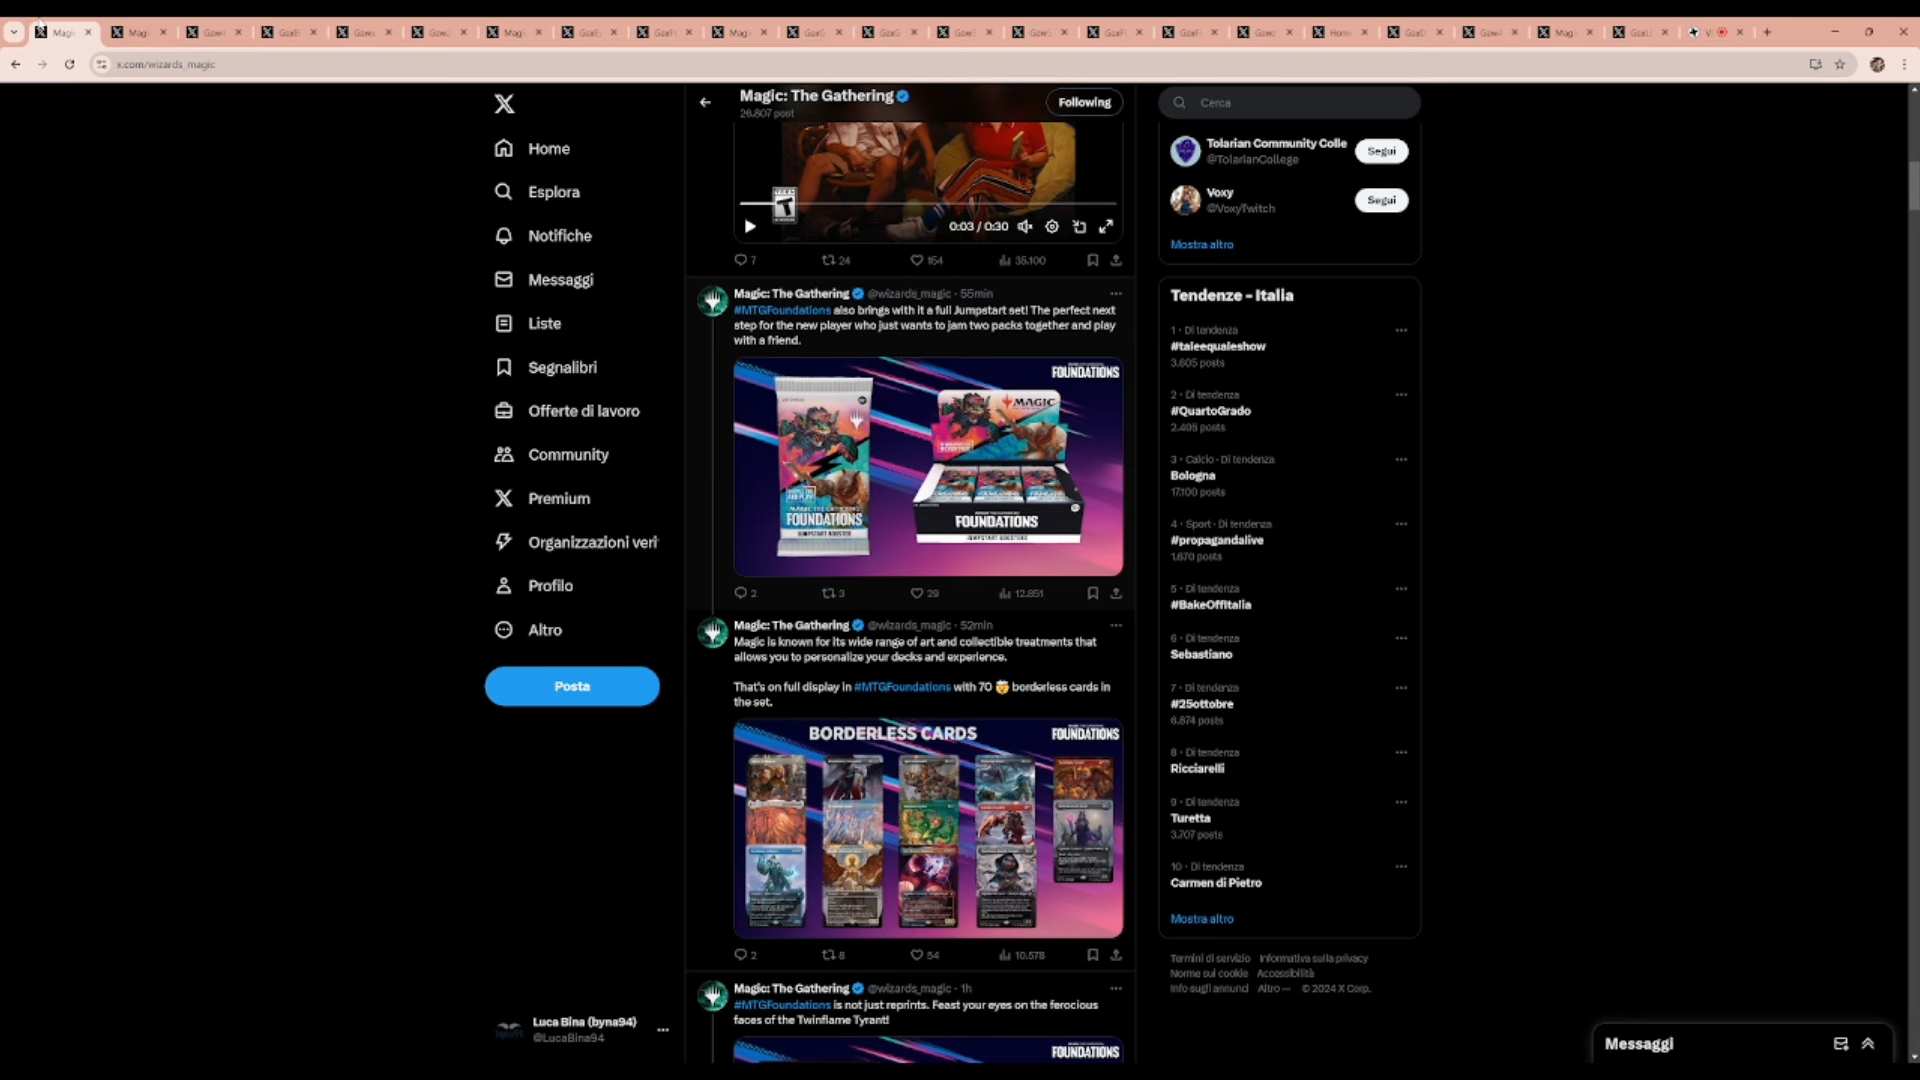 x.com/wizards_magic
Home
Esplora
Notifiche
Messaggi
Liste
Segnalibri
Offerte di lavoro
Community
Premium
Organizzazioni veri
Profilo
Altro
Posta
Luca Bina (byna94)
@LucaBina94
Magic: The Gathering
26.807 post
Following
0:03 / 0:30
7 24 154 35.100
Magic: The Gathering @wizards_magic · 55min
#MTGFoundations also brings with it a full Jumpstart set! The perfect next
step for the new player who just wants to jam two packs together and play
with a friend.
FOUNDATIONS
MAGIC
FOUNDATIONS
JUMPSTART BOOSTER
FOUNDATIONS
JUMPSTART BOOSTERS
2 3 29 12.851
Magic: The Gathering @wizards_magic · 52min
Magic is known for its wide range of art and collectible treatments that
allows you to personalize your decks and experience.
That's on full display in #MTGFoundations with 70 🤯 borderless cards in
the set.
BORDERLESS CARDS
FOUNDATIONS
2 8 54 10.578
Magic: The Gathering @wizards_magic · 1h
#MTGFoundations is not just reprints. Feast your eyes on the ferocious
faces of the Twinflame Tyrant!
FOUNDATIONS
Cerca
Tolarian Community Colle
@TolarianCollege
Segui
Voxy
@VoxyTwitch
Segui
Mostra altro
Tendenze - Italia
1 · Di tendenza
#taleequaleshow
3.605 posts
2 · Di tendenza
#QuartoGrado
2.405 posts
3 · Calcio · Di tendenza
Bologna
17.100 posts
4 · Sport · Di tendenza
#propagandalive
1.670 posts
5 · Di tendenza
#BakeOffItalia
6 · Di tendenza
Sebastiano
7 · Di tendenza
#25ottobre
6.874 posts
8 · Di tendenza
Ricciarelli
9 · Di tendenza
Turetta
3.707 posts
10 · Di tendenza
Carmen di Pietro
Mostra altro
Termini di servizio Informativa sulla privacy
Norme sui cookie Accessibilità
Info sugli annunci Altro ··· © 2024 X Corp.
Messaggi